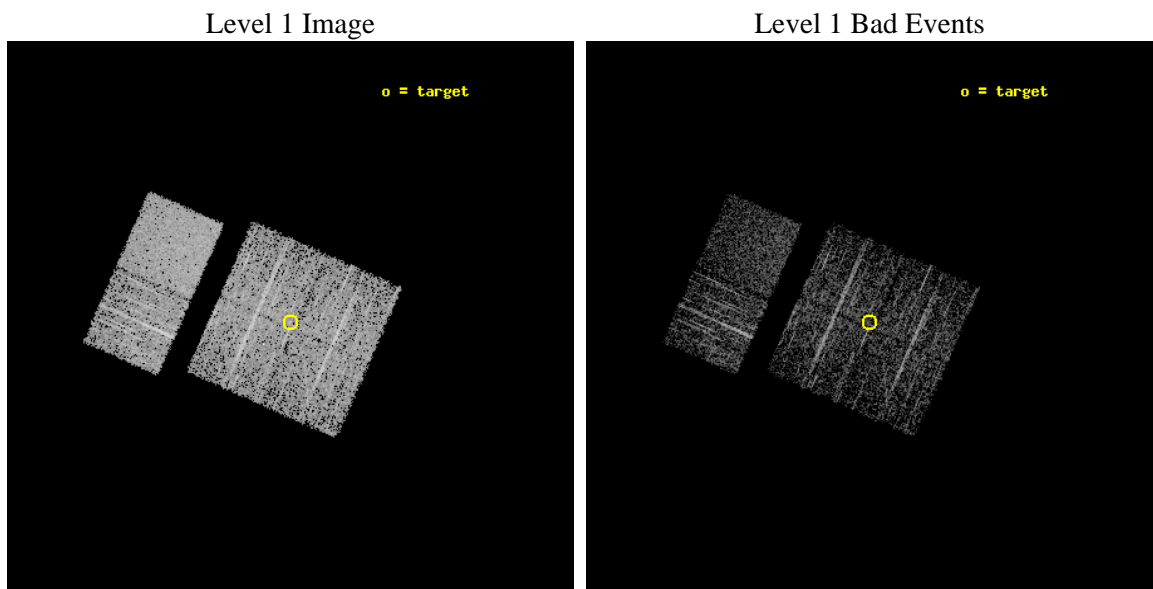 Level 1 Image
Level 1 Bad Events
o = target
o = target